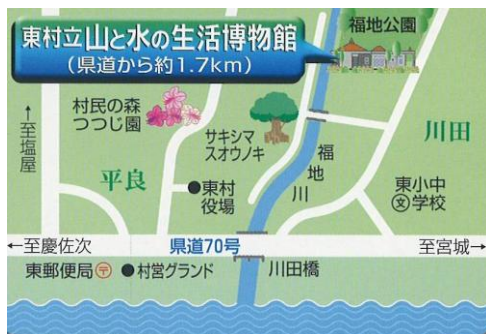 東村立山と水の生活博物館
(県道から約1.7km)
福地公園
↑至塩屋
村民の森
つつじ園
サキシマ
スオウノキ
福地川
川田
平良
東村
役場
東小中
文学校
←至慶佐次
県道70号
至宮城→
東郵便局〒
村営グランド
川田橋